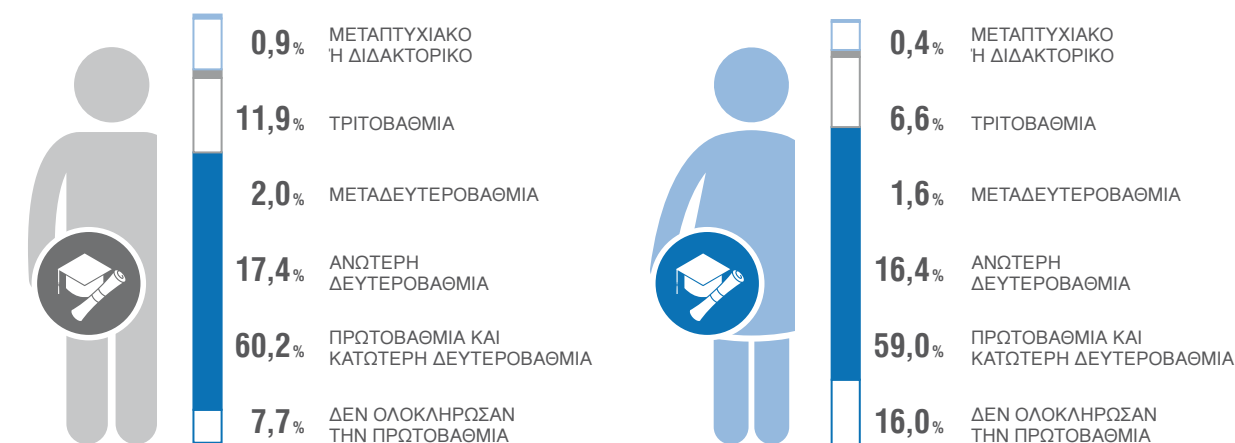 0,9%
ΜΕΤΑΠΤΥΧΙΑΚΟ
Ή ΔΙΔΑΚΤΟΡΙΚΟ
11,9%
ΤΡΙΤΟΒΑΘΜΙΑ
2,0%
ΜΕΤΑΔΕΥΤΕΡΟΒΑΘΜΙΑ
17,4%
ΑΝΩΤΕΡΗ
ΔΕΥΤΕΡΟΒΑΘΜΙΑ
60,2%
ΠΡΩΤΟΒΑΘΜΙΑ ΚΑΙ
ΚΑΤΩΤΕΡΗ ΔΕΥΤΕΡΟΒΑΘΜΙΑ
7,7%
ΔΕΝ ΟΛΟΚΛΗΡΩΣΑΝ
ΤΗΝ ΠΡΩΤΟΒΑΘΜΙΑ
0,4%
ΜΕΤΑΠΤΥΧΙΑΚΟ
Ή ΔΙΔΑΚΤΟΡΙΚΟ
6,6%
ΤΡΙΤΟΒΑΘΜΙΑ
1,6%
ΜΕΤΑΔΕΥΤΕΡΟΒΑΘΜΙΑ
16,4%
ΑΝΩΤΕΡΗ
ΔΕΥΤΕΡΟΒΑΘΜΙΑ
59,0%
ΠΡΩΤΟΒΑΘΜΙΑ ΚΑΙ
ΚΑΤΩΤΕΡΗ ΔΕΥΤΕΡΟΒΑΘΜΙΑ
16,0%
ΔΕΝ ΟΛΟΚΛΗΡΩΣΑΝ
ΤΗΝ ΠΡΩΤΟΒΑΘΜΙΑ